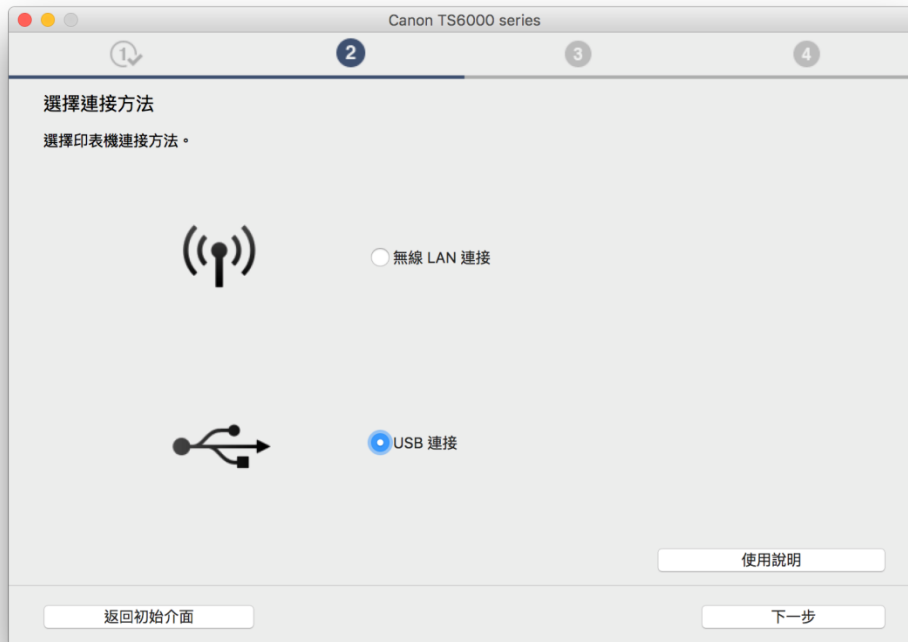 Canon TS6000 series
1
2
3
4
選擇連接方法
選擇印表機連接方法。
無線 LAN 連接
USB 連接
使用說明
返回初始介面
下一步